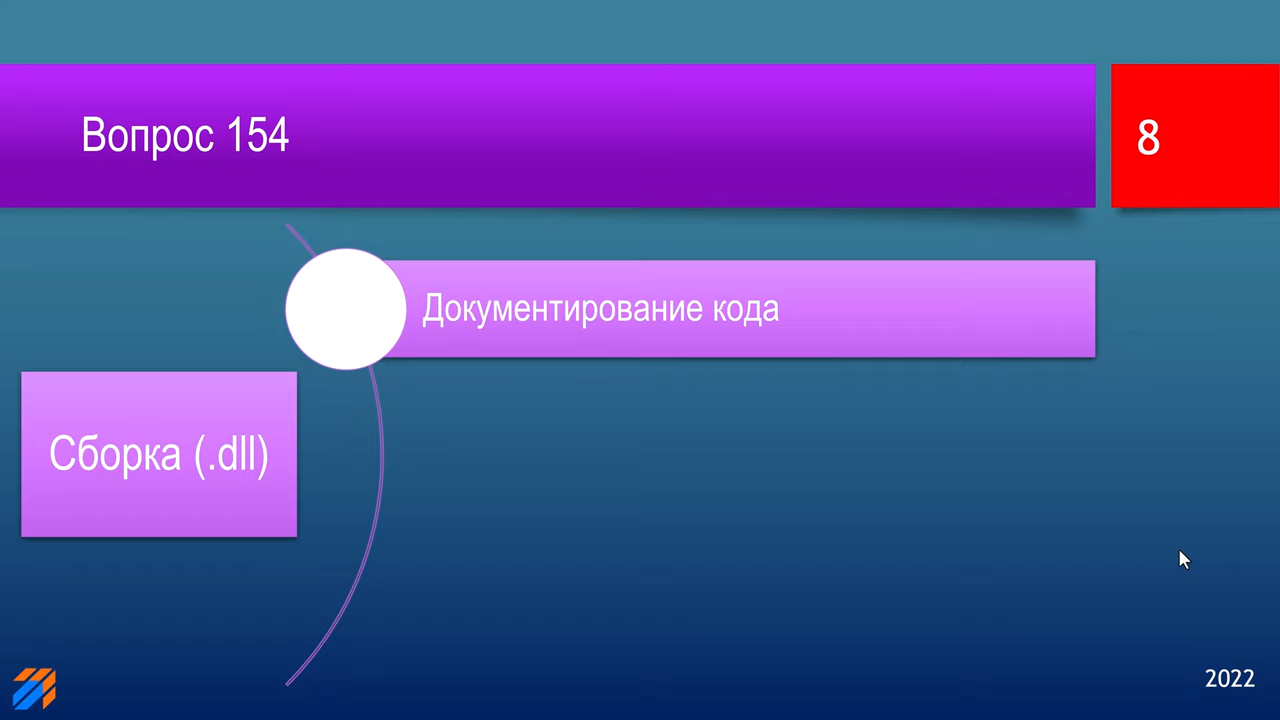 Вопрос 154
8
Документирование кода
Сборка (.dll)
2022